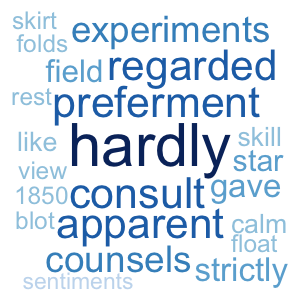 skirt experiments
folds
field regarded
rest preferment
like hardly skill
view star
1850 consult gave
blot apparent calm
float
counsels strictly
sentiments